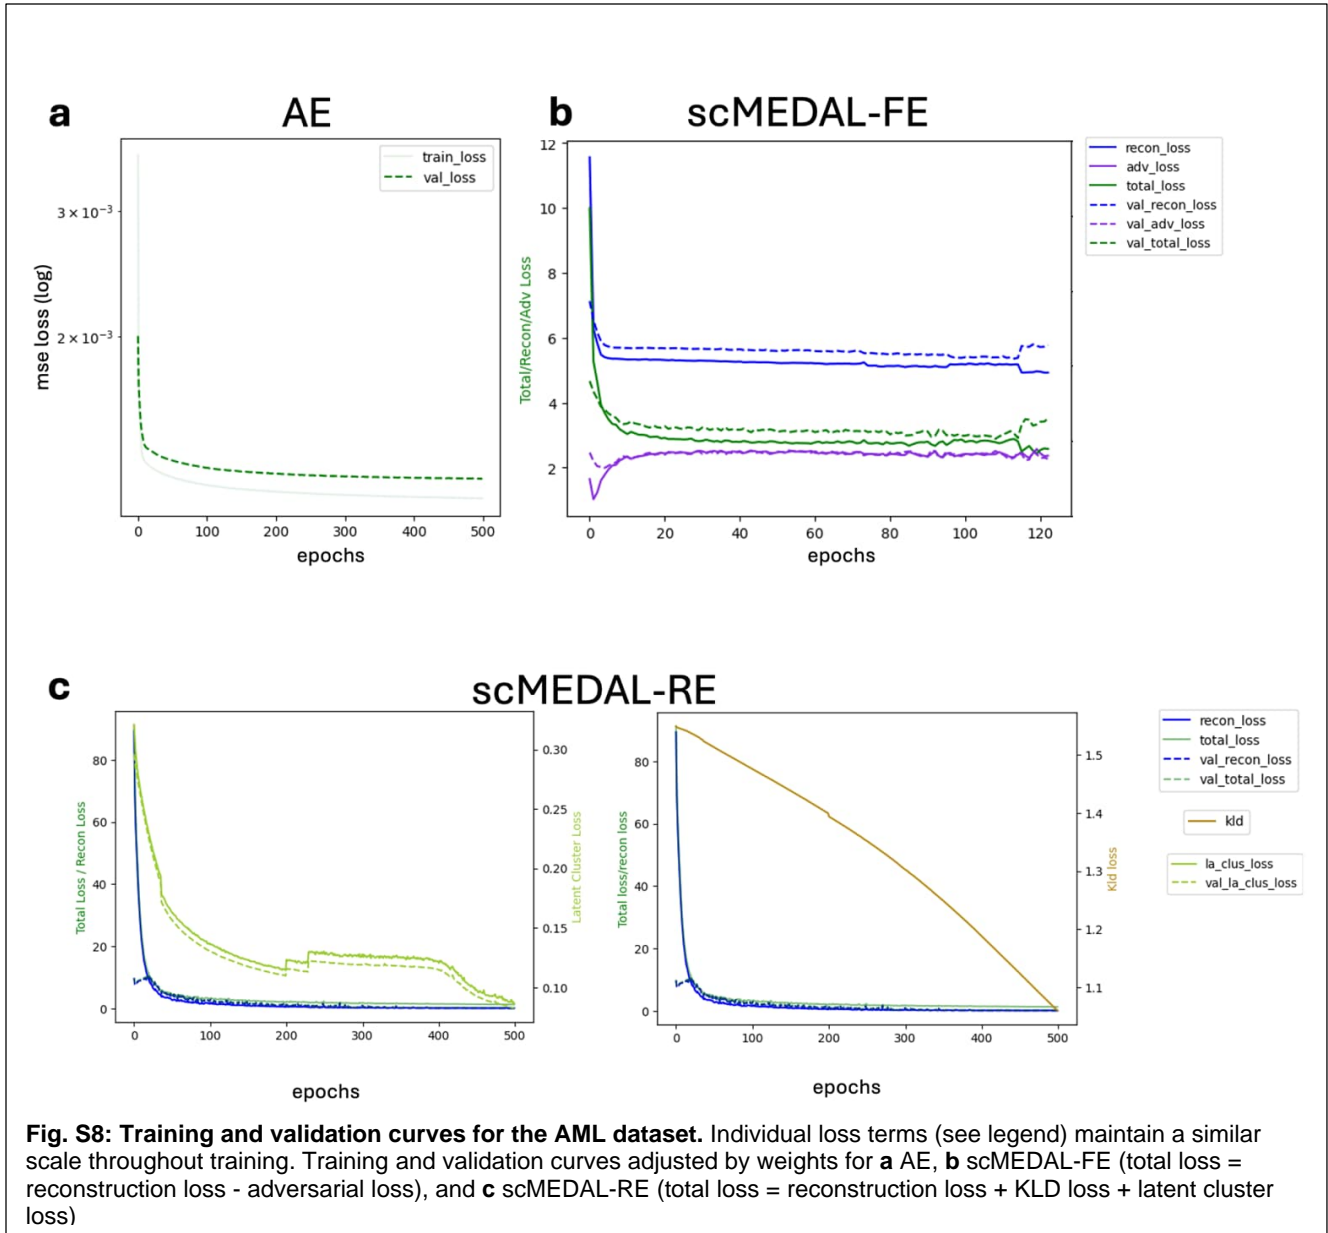 a
AE
mse loss (log)
3 × 10⁻³
2 × 10⁻³
train_loss
val_loss
0 100 200 300 400 500
epochs
b
scMEDAL-FE
Total/Recon/Adv Loss
12
10
8
6
4
2
0 20 40 60 80 100 120
epochs
recon_loss
adv_loss
total_loss
val_recon_loss
val_adv_loss
val_total_loss
c
scMEDAL-RE
Total Loss / Recon Loss
80
60
40
20
0
0.30
0.25
0.20
0.15
0.10
Latent Cluster Loss
0 100 200 300 400 500
epochs
Total loss/recon loss
80
60
40
20
0
1.5
1.4
1.3
1.2
1.1
Kld loss
0 100 200 300 400 500
epochs
recon_loss
total_loss
val_recon_loss
val_total_loss
kld
la_clus_loss
val_la_clus_loss
Fig. S8: Training and validation curves for the AML dataset. Individual loss terms (see legend) maintain a similar
scale throughout training. Training and validation curves adjusted by weights for a AE, b scMEDAL-FE (total loss =
reconstruction loss - adversarial loss), and c scMEDAL-RE (total loss = reconstruction loss + KLD loss + latent cluster
loss)